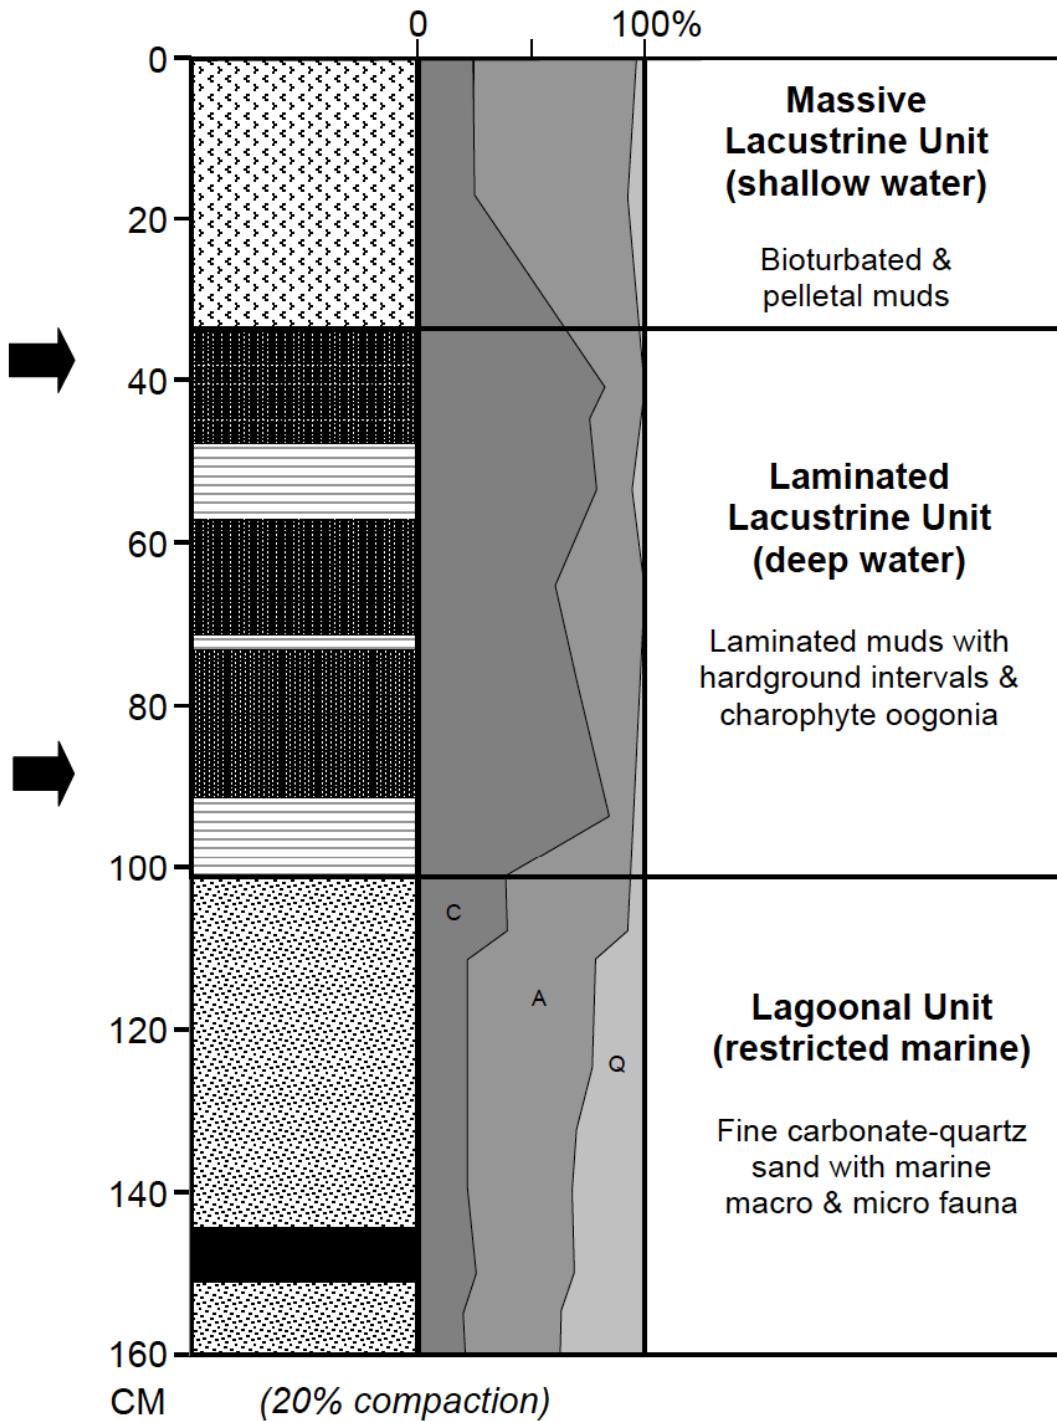 0 100%
0
20
40
60
80
100
120
140
160
CM (20% compaction)
C
A
Q
Massive
Lacustrine Unit
(shallow water)
Bioturbated &
pelletal muds
Laminated
Lacustrine Unit
(deep water)
Laminated muds with
hardground intervals &
charophyte oogonia
Lagoonal Unit
(restricted marine)
Fine carbonate-quartz
sand with marine
macro & micro fauna